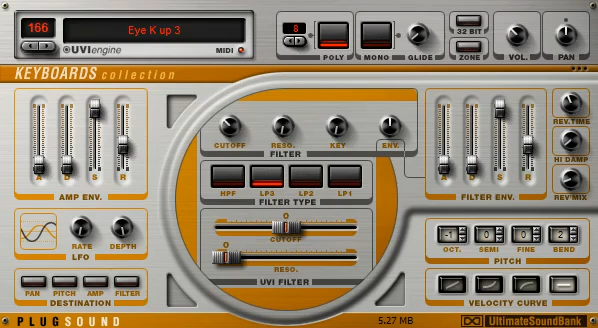 166
Eye K up 3
UVIengine
MIDI
8
POLY
MONO
GLIDE
32 BIT
ZONE
VOL.
PAN
KEYBOARDS collection
A D S R
AMP ENV.
CUTOFF
RESO.
KEY
ENV.
FILTER
HPF
LP3
LP2
LP1
FILTER TYPE
0
CUTOFF
0
RESO.
UVI FILTER
A D S R
FILTER ENV.
REV.TIME
HI DAMP
REV'MIX
RATE
DEPTH
LFO
PAN
PITCH
AMP
FILTER
DESTINATION
-1
0
0
2
OCT.
SEMI
FINE
BEND
PITCH
VELOCITY CURVE
PLUGSOUND
5.27 MB
UltimateSoundBank